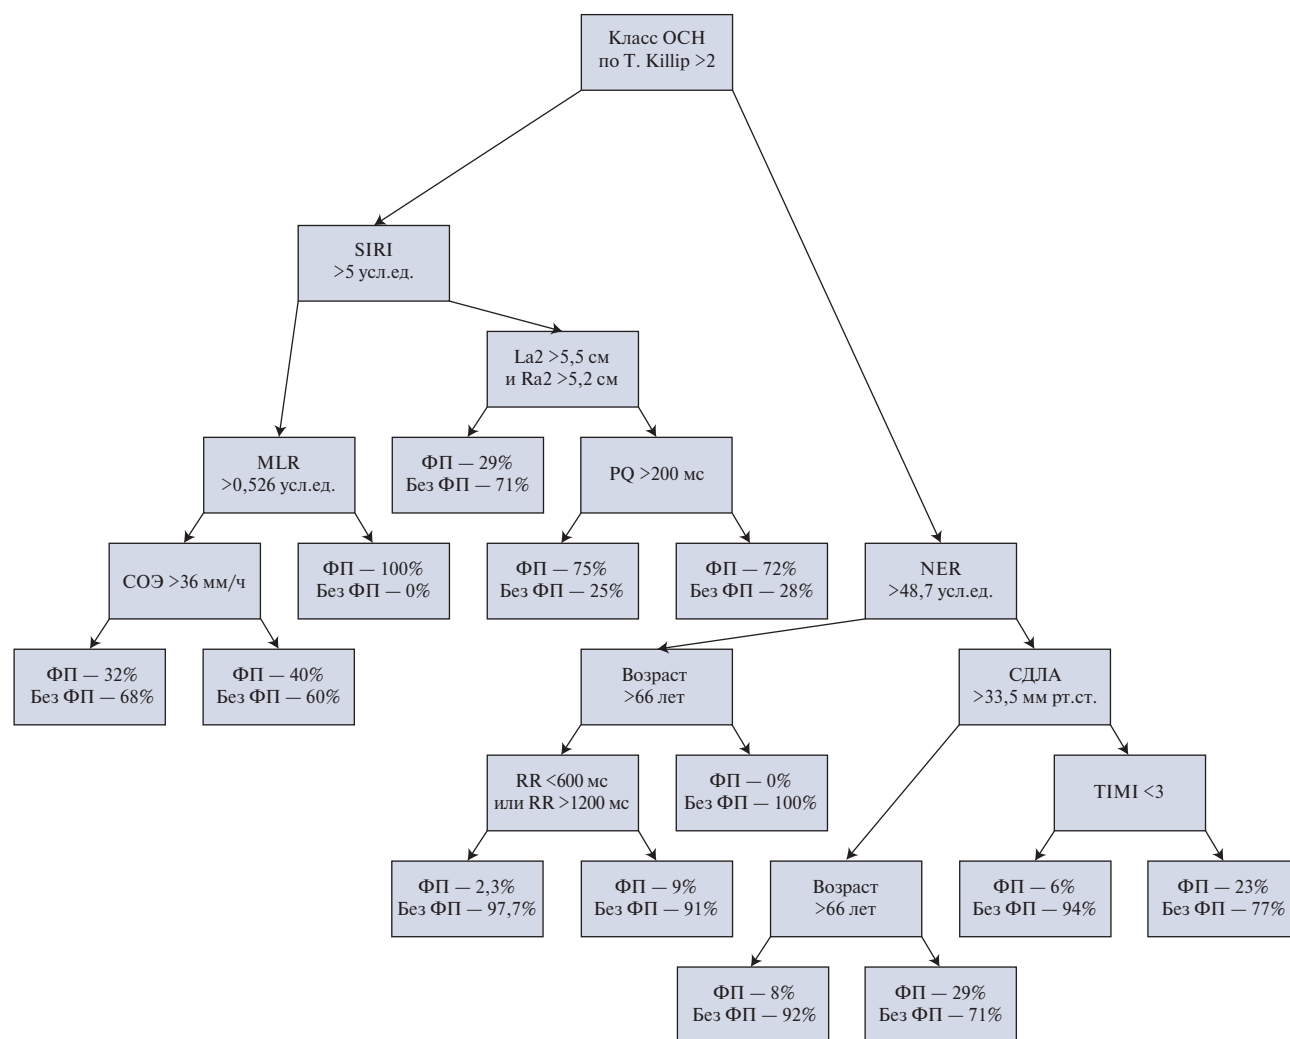 Класс ОСН
по T. Killip >2
SIRI
>5 усл.ед.
La2 >5,5 см
и Ra2 >5,2 см
MLR
>0,526 усл.ед.
ФП — 29%
Без ФП — 71%
PQ >200 мс
СОЭ >36 мм/ч
ФП — 100%
Без ФП — 0%
ФП — 75%
Без ФП — 25%
ФП — 72%
Без ФП — 28%
NER
>48,7 усл.ед.
ФП — 32%
Без ФП — 68%
ФП — 40%
Без ФП — 60%
Возраст
>66 лет
СДЛА
>33,5 мм рт.ст.
RR <600 мс
или RR >1200 мс
ФП — 0%
Без ФП — 100%
TIMI <3
ФП — 2,3%
Без ФП — 97,7%
ФП — 9%
Без ФП — 91%
Возраст
>66 лет
ФП — 6%
Без ФП — 94%
ФП — 23%
Без ФП — 77%
ФП — 8%
Без ФП — 92%
ФП — 29%
Без ФП — 71%